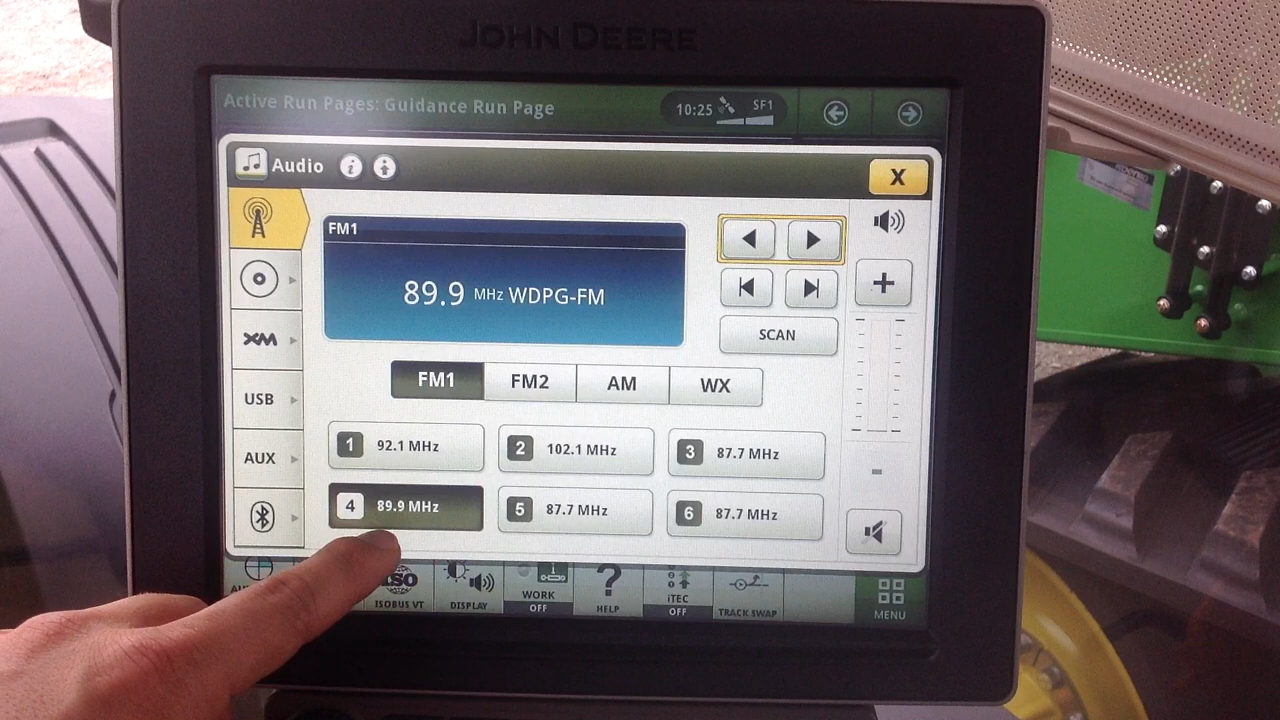 JOHN DEERE
Active Run Pages: Guidance Run Page
10:25
SF1
Audio
X
FM1
89.9 MHz WDPG-FM
SCAN
XM
USB
AUX
FM1
FM2
AM
WX
1 92.1 MHz
2 102.1 MHz
3 87.7 MHz
4 89.9 MHz
5 87.7 MHz
6 87.7 MHz
ISO
ISOBUS VT
DISPLAY
WORK
OFF
HELP
iTEC
OFF
TRACK SWAP
MENU